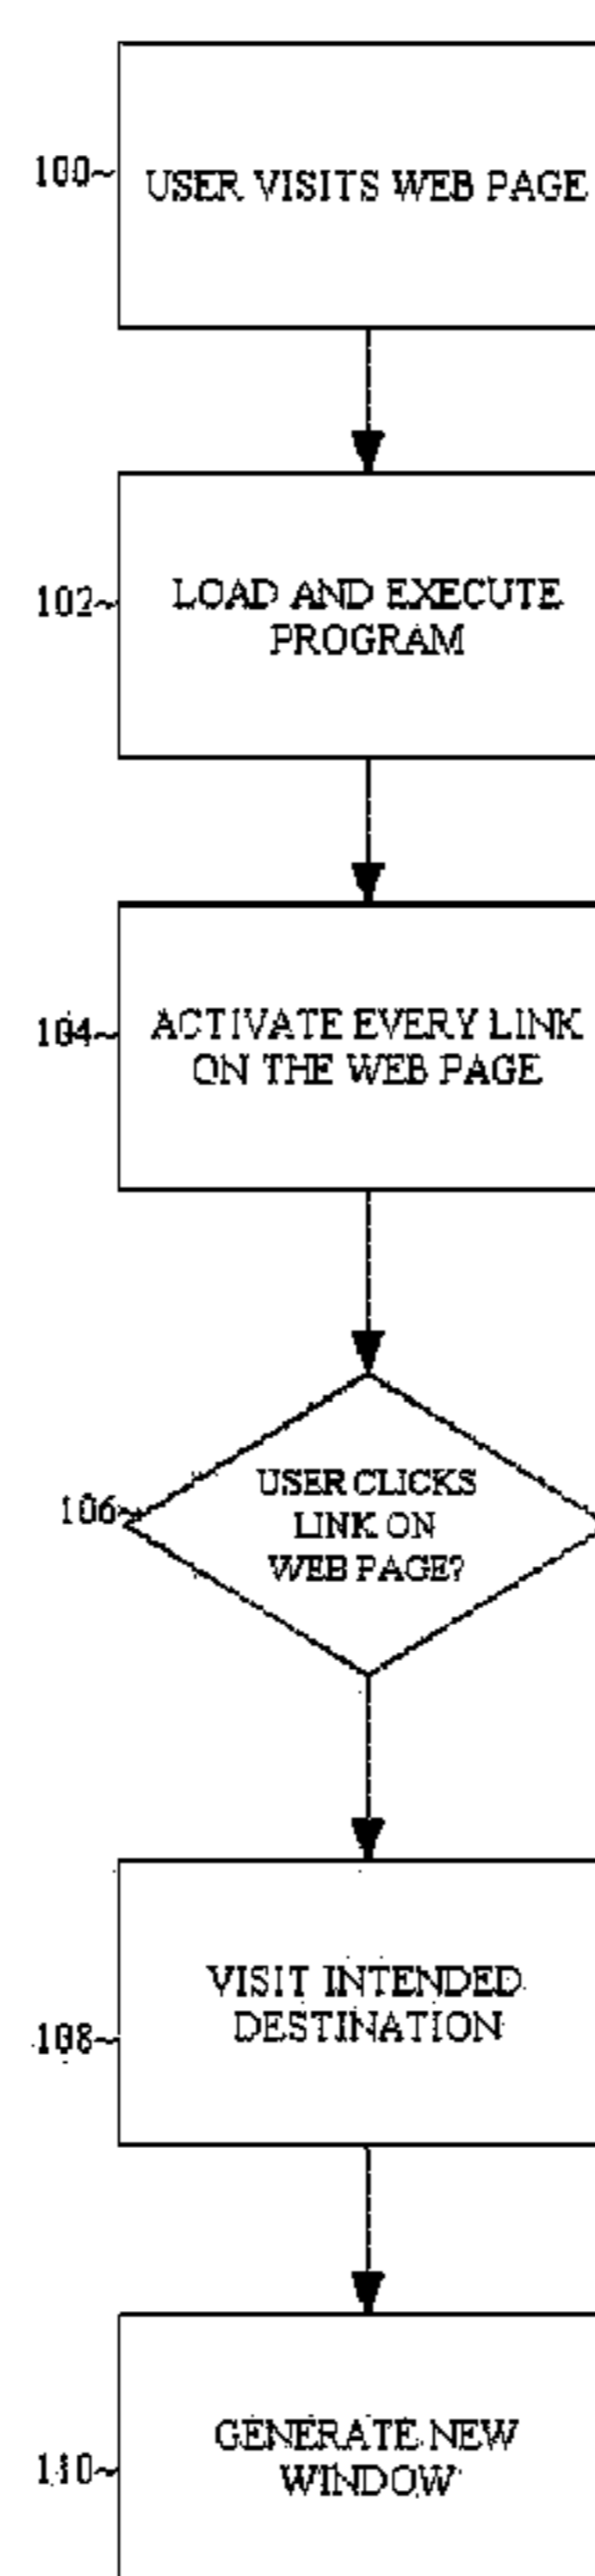 100~ USER VISITS WEB PAGE
102~ LOAD AND EXECUTE
PROGRAM
104~ ACTIVATE EVERY LINK
ON THE WEB PAGE
106~ USER CLICKS
LINK ON
WEB PAGE?
VISIT INTENDED
108~ DESTINATION
GENERATE NEW
110~ WINDOW